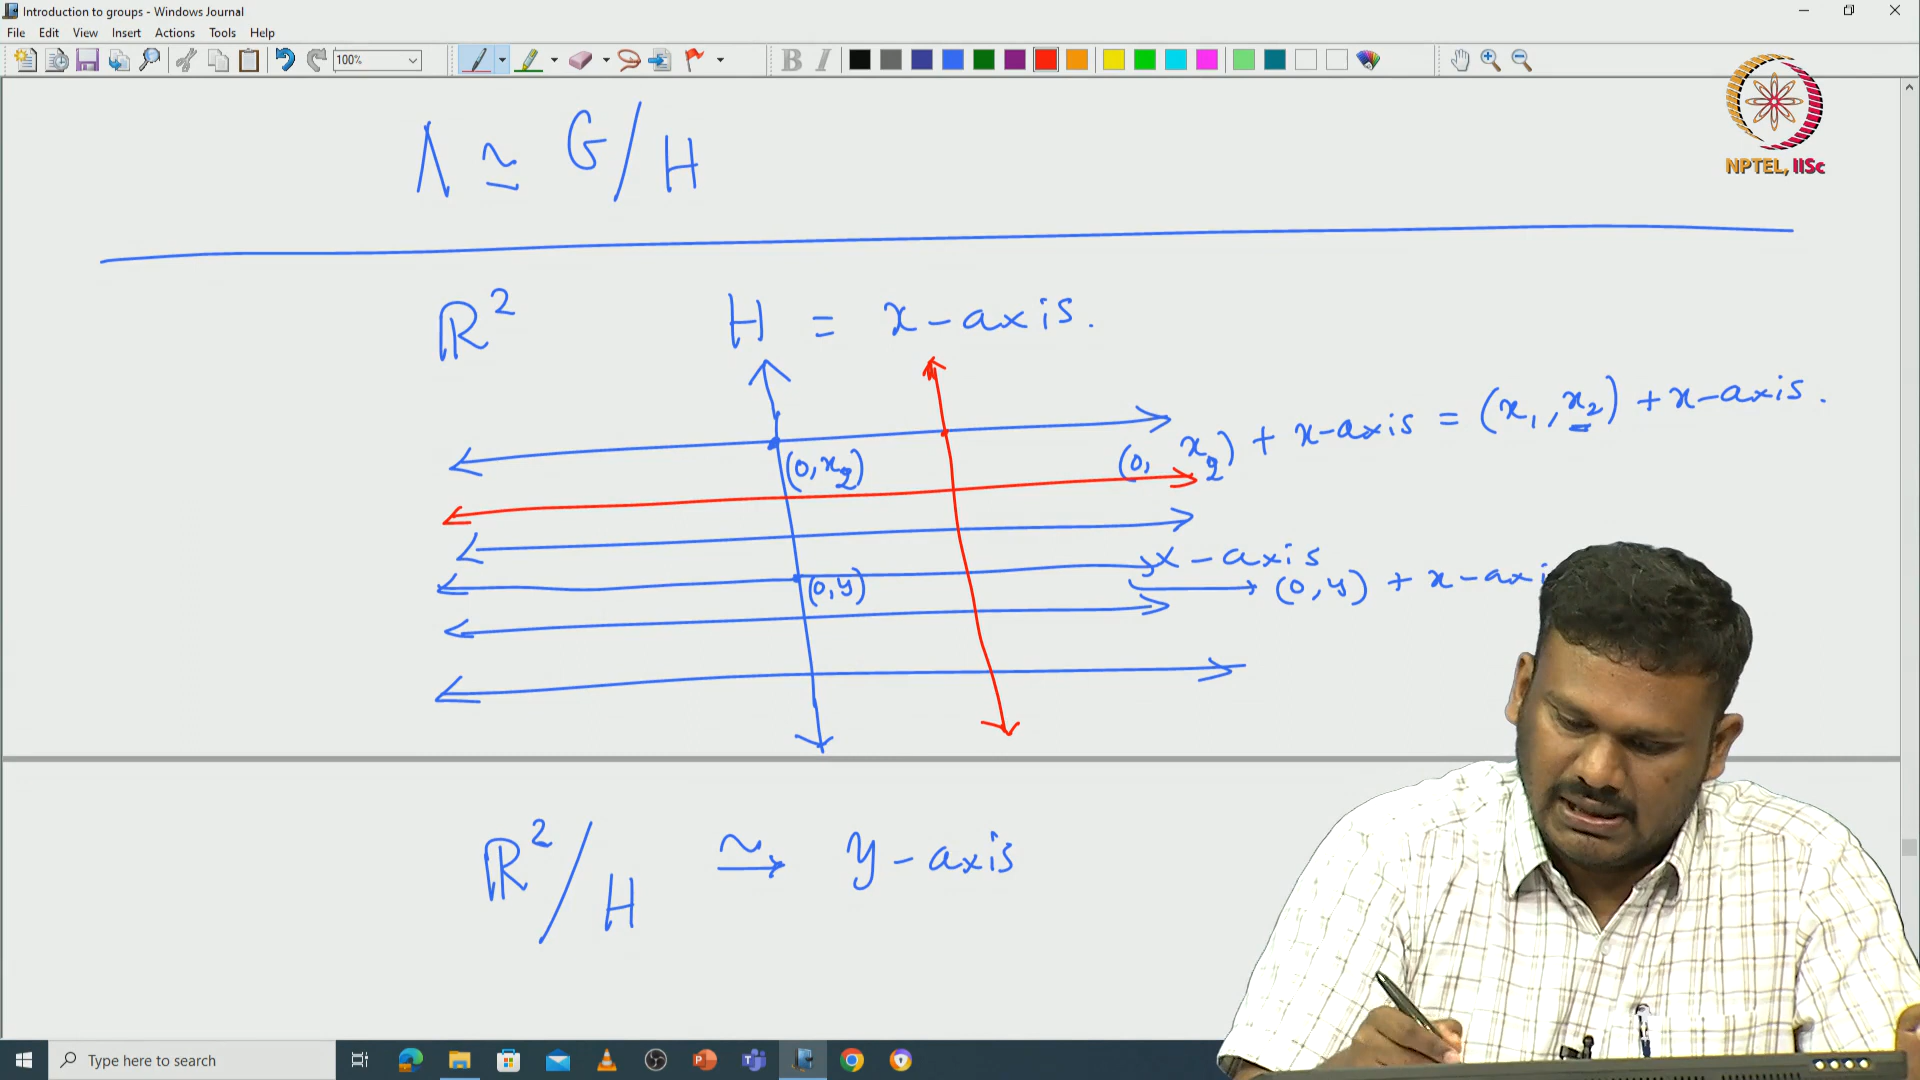 Introduction to groups - Windows Journal
File Edit View Insert Actions Tools Help
100%
B I
NPTEL, IISc
Λ ≃ G/H
ℝ² H = x-axis.
(0, x₂) + x-axis = (x₁, x₂) + x-axis.
(0, x₂)
x-axis
(0, y)
(0, y) + x-axi
ℝ²/H ⥲ y-axis
Type here to search